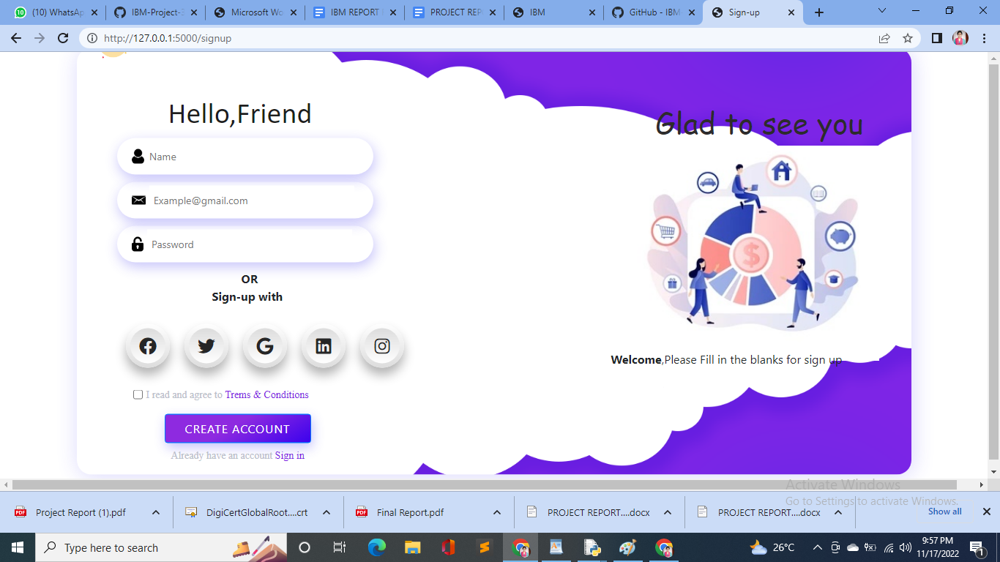 (10) WhatsAp
IBM-Project-3
Microsoft Wo
IBM REPORT
PROJECT REP
IBM
GitHub - IBM
Sign-up
http://127.0.0.1:5000/signup
Hello,Friend
Glad to see you
Name
Example@gmail.com
Password
OR
Sign-up with
Welcome,Please Fill in the blanks for sign up
I read and agree to Trems & Conditions
CREATE ACCOUNT
Already have an account Sign in
Activate Windows
Go to Settings to activate Windows.
Project Report (1).pdf
DigiCertGlobalRoot....crt
Final Report.pdf
PROJECT REPORT....docx
PROJECT REPORT....docx
Show all
Type here to search
26°C
9:57 PM
11/17/2022
1